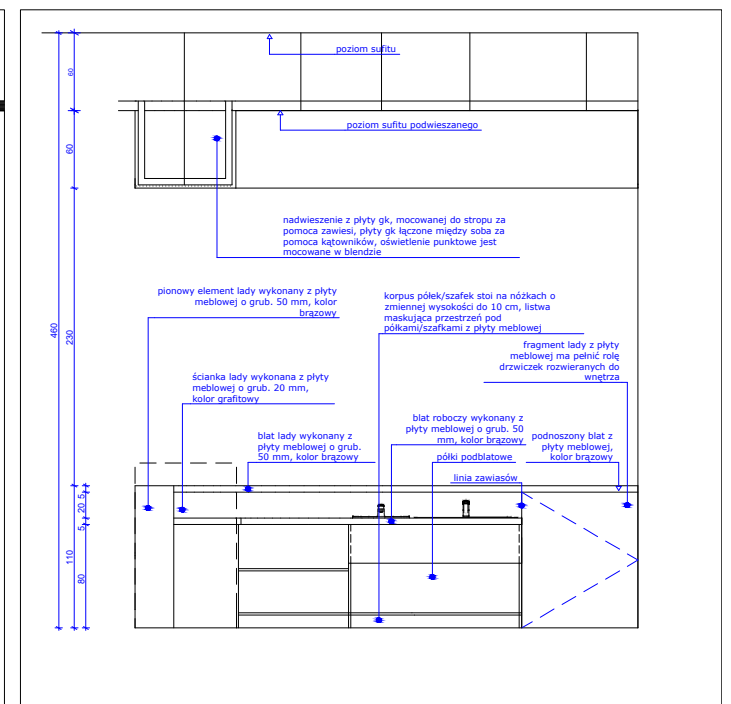 poziom sufitu
60
poziom sufitu podwieszanego
60
nadwieszenie z płyty gk, mocowanej do stropu za
pomoca zawiesi, płyty gk łączone między soba za
pomoca kątowników, oświetlenie punktowe jest
mocowane w blendzie
pionowy element lady wykonany z płyty
meblowej o grub. 50 mm, kolor
brązowy
korpus półek/szafek stoi na nóżkach o
zmiennej wysokości do 10 cm, listwa
maskująca przestrzeń pod
półkami/szafkami z płyty meblowej
460
230
fragment lady z płyty
meblowej ma pełnić rolę
drzwiczek rozwieranych do
wnętrza
ścianka lady wykonana z płyty
meblowej o grub. 20 mm,
kolor grafitowy
blat roboczy wykonany z
płyty meblowej o grub. 50
mm, kolor brązowy
blat lady wykonany z
płyty meblowej o grub.
50 mm, kolor brązowy
podnoszony blat z
płyty meblowej,
kolor brązowy
półki podblatowe
linia zawiasów
5
20
5
110
80